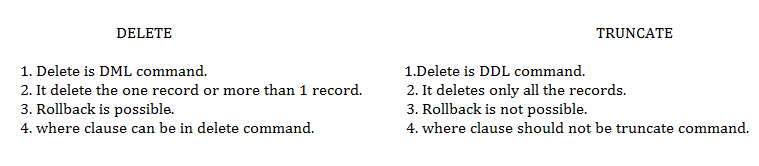 DELETE
1. Delete is DML command.
2. It delete the one record or more than 1 record.
3. Rollback is possible.
4. where clause can be in delete command.
TRUNCATE
1.Delete is DDL command.
2. It deletes only all the records.
3. Rollback is not possible.
4. where clause should not be truncate command.